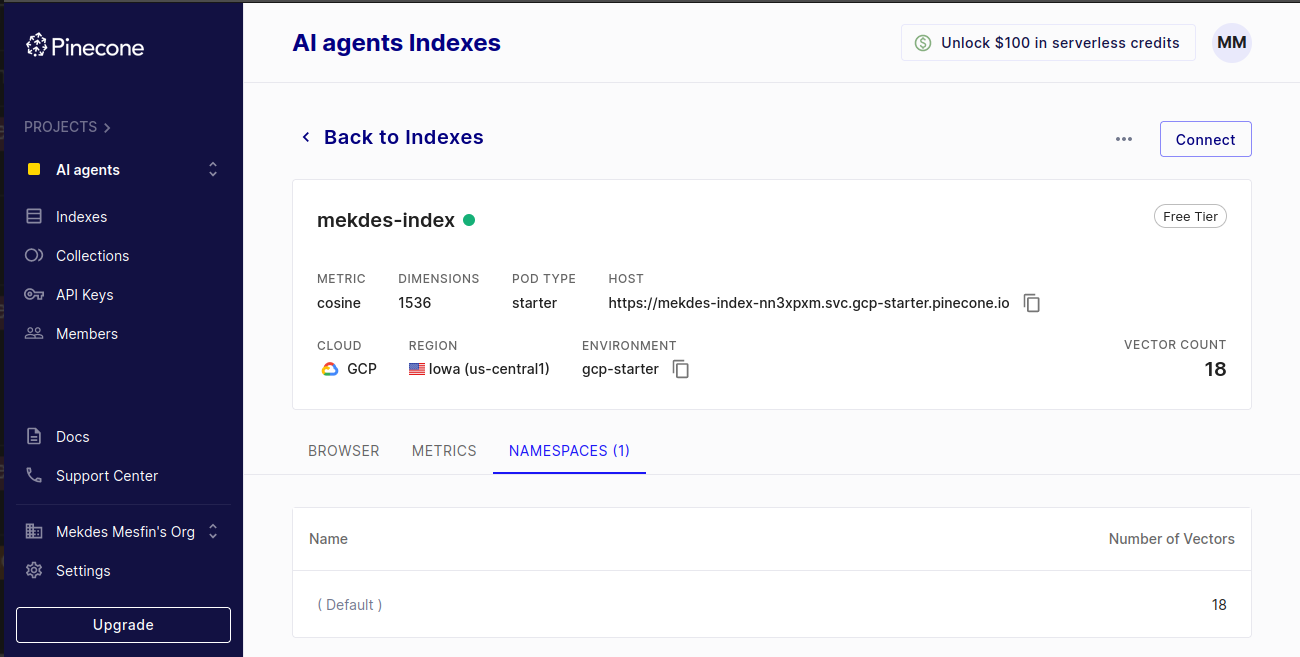 Pinecone
PROJECTS
AI agents
Indexes
Collections
API Keys
Members
Docs
Support Center
Mekdes Mesfin's Org
Settings
Upgrade
AI agents Indexes
Unlock $100 in serverless credits
MM
Back to Indexes
Connect
mekdes-index
Free Tier
METRIC DIMENSIONS POD TYPE HOST
cosine 1536 starter https://mekdes-index-nn3xpxm.svc.gcp-starter.pinecone.io
CLOUD REGION ENVIRONMENT VECTOR COUNT
GCP Iowa (us-central1) gcp-starter 18
BROWSER METRICS NAMESPACES (1)
Name Number of Vectors
( Default ) 18